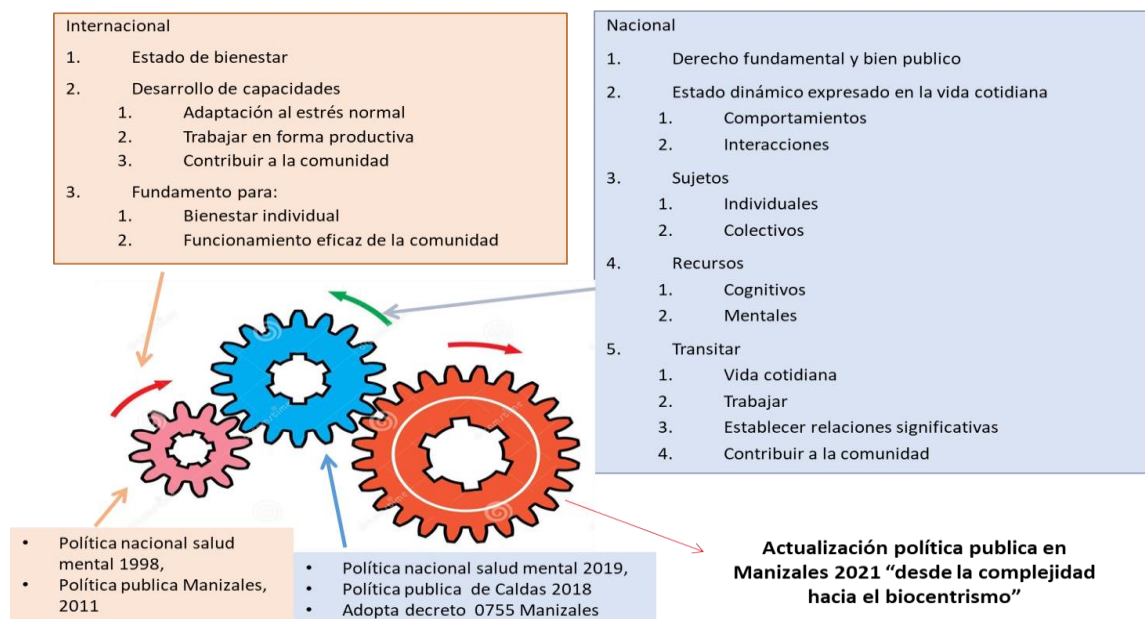 Internacional
1. Estado de bienestar
2. Desarrollo de capacidades
1. Adaptación al estrés normal
2. Trabajar en forma productiva
3. Contribuir a la comunidad
3. Fundamento para:
1. Bienestar individual
2. Funcionamiento eficaz de la comunidad
Nacional
1. Derecho fundamental y bien publico
2. Estado dinámico expresado en la vida cotidiana
1. Comportamientos
2. Interacciones
3. Sujetos
1. Individuales
2. Colectivos
4. Recursos
1. Cognitivos
2. Mentales
5. Transitar
1. Vida cotidiana
2. Trabajar
3. Establecer relaciones significativas
4. Contribuir a la comunidad
• Política nacional salud
mental 1998,
• Política publica Manizales,
2011
• Política nacional salud mental 2019,
• Política publica de Caldas 2018
• Adopta decreto 0755 Manizales
Actualización política publica en
Manizales 2021 “desde la complejidad
hacia el biocentrismo”